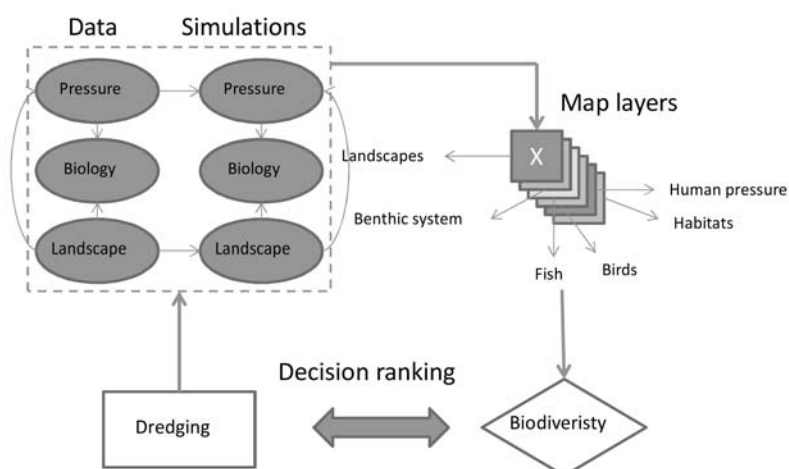 Data Simulations
Pressure Pressure
Map layers
Biology Biology
X
Landscapes
Human pressure
Benthic system
Habitats
Landscape Landscape
Fish Birds
Decision ranking
Dredging
Biodiveristy